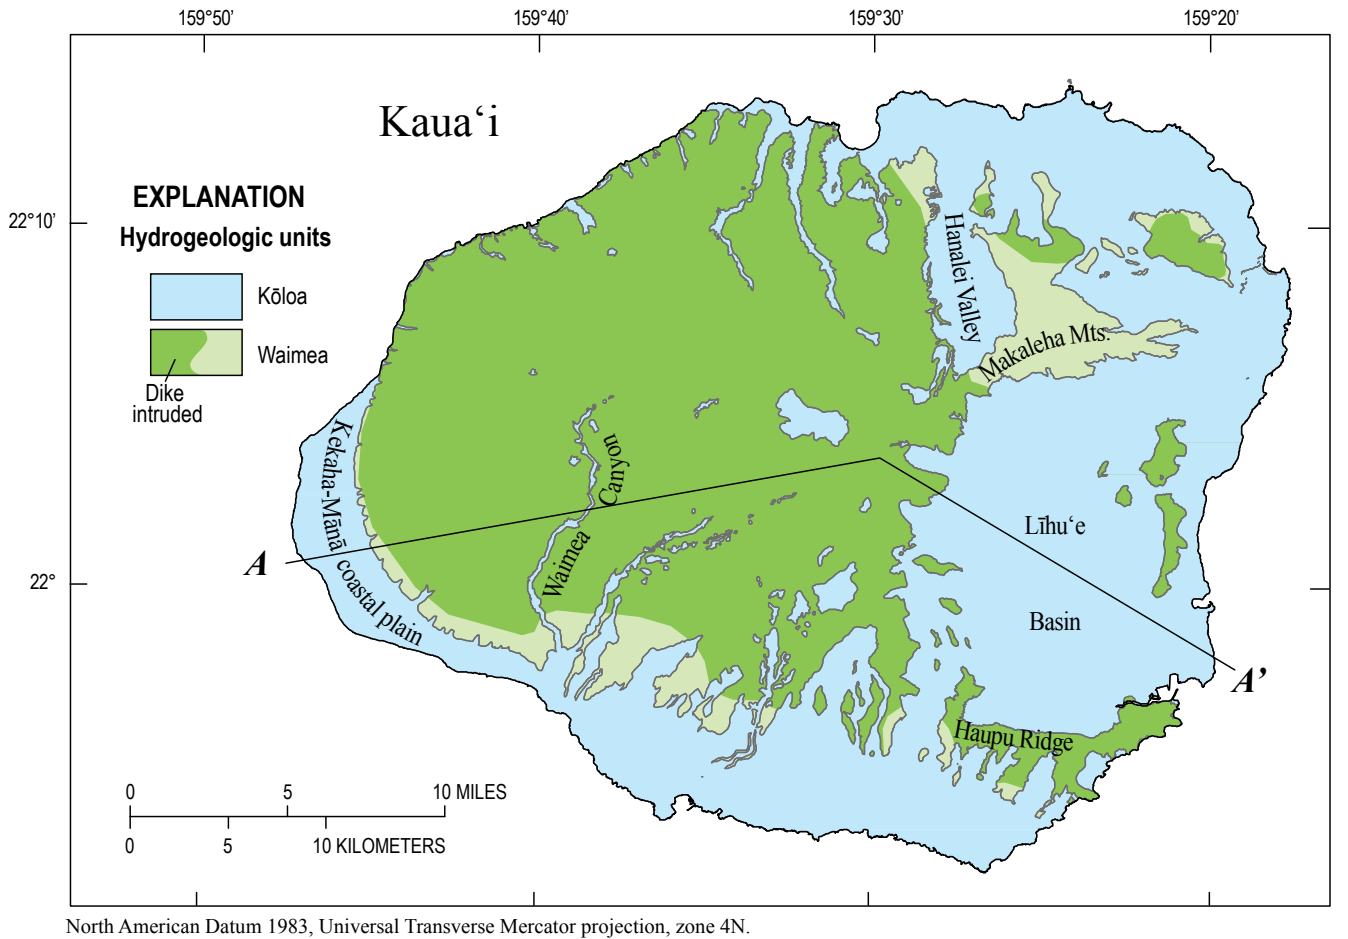 159°50’ 159°40’ 159°30’ 159°20’
Kauaʻi
EXPLANATION
Hydrogeologic units
Kōloa
Waimea
Dike
intruded
22°10’
22°
Hanalei Valley
Makaleha Mts.
Kekaha-Mānā coastal plain
Waimea Canyon
Līhuʻe
Basin
A
A’
Haupu Ridge
0 5 10 MILES
0 5 10 KILOMETERS
North American Datum 1983, Universal Transverse Mercator projection, zone 4N.